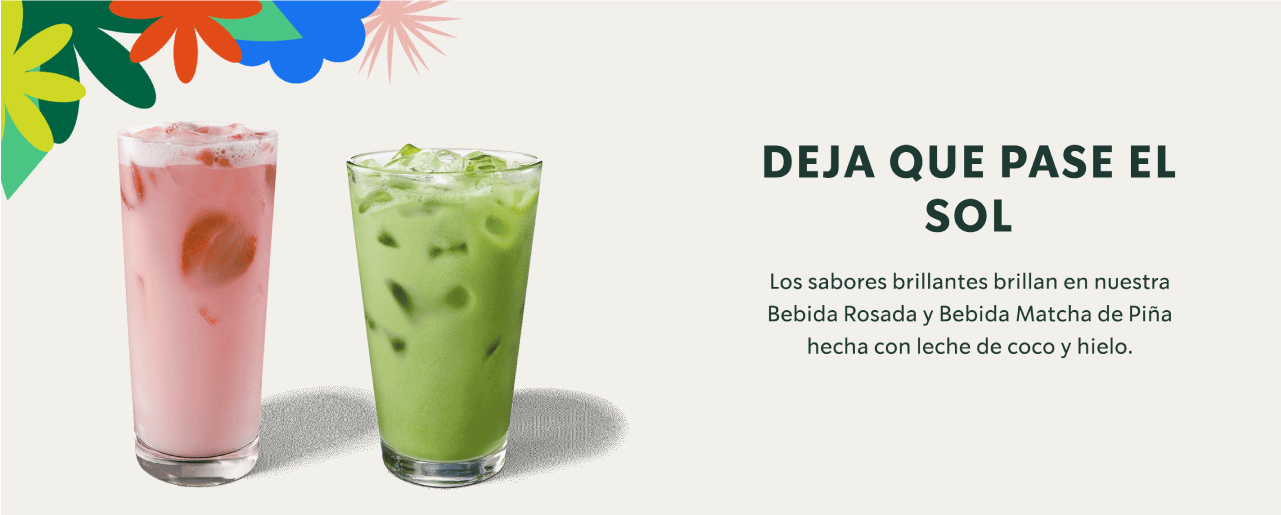 DEJA QUE PASE EL
SOL
Los sabores brillantes brillan en nuestra
Bebida Rosada y Bebida Matcha de Piña
hecha con leche de coco y hielo.